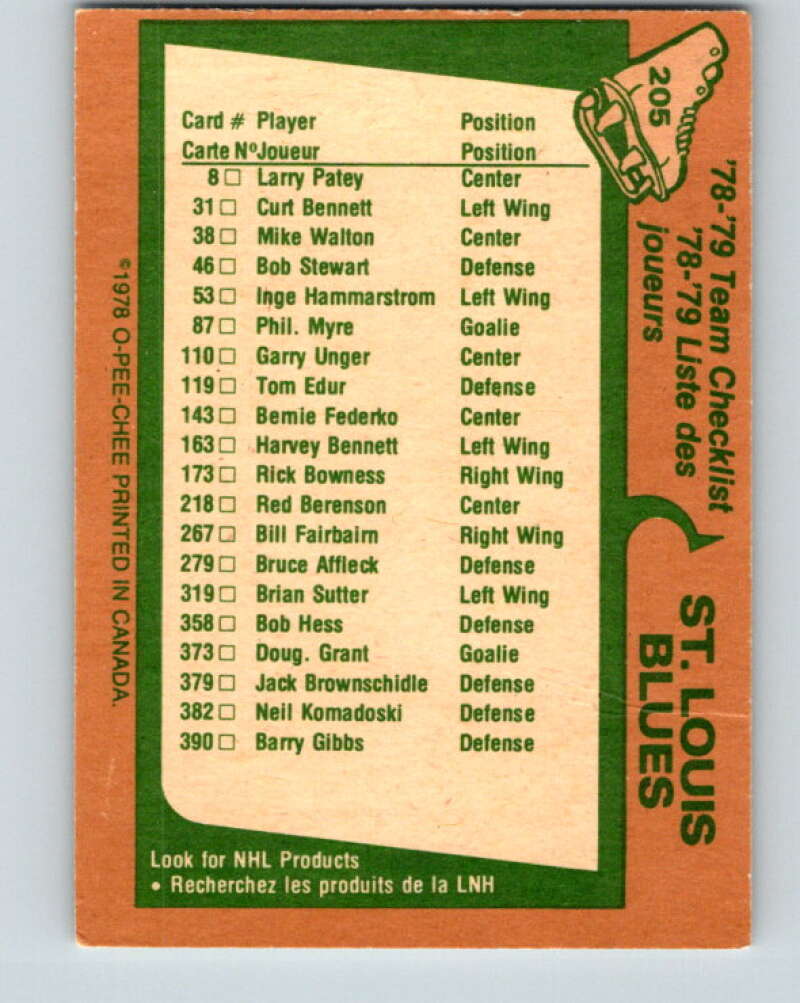 205
'78-'79 Team Checklist
'78-'79 Liste des
joueurs
ST. LOUIS
BLUES
Card # Player Position
Carte Nº Joueur Position
8 □ Larry Patey Center
31 □ Curt Bennett Left Wing
38 □ Mike Walton Center
46 □ Bob Stewart Defense
53 □ Inge Hammarstrom Left Wing
87 □ Phil. Myre Goalie
110 □ Garry Unger Center
119 □ Tom Edur Defense
143 □ Bernie Federko Center
163 □ Harvey Bennett Left Wing
173 □ Rick Bowness Right Wing
218 □ Red Berenson Center
267 □ Bill Fairbairn Right Wing
279 □ Bruce Affleck Defense
319 □ Brian Sutter Left Wing
358 □ Bob Hess Defense
373 □ Doug. Grant Goalie
379 □ Jack Brownschidle Defense
382 □ Neil Komadoski Defense
390 □ Barry Gibbs Defense
Look for NHL Products
• Recherchez les produits de la LNH
©1978 O-PEE-CHEE PRINTED IN CANADA.